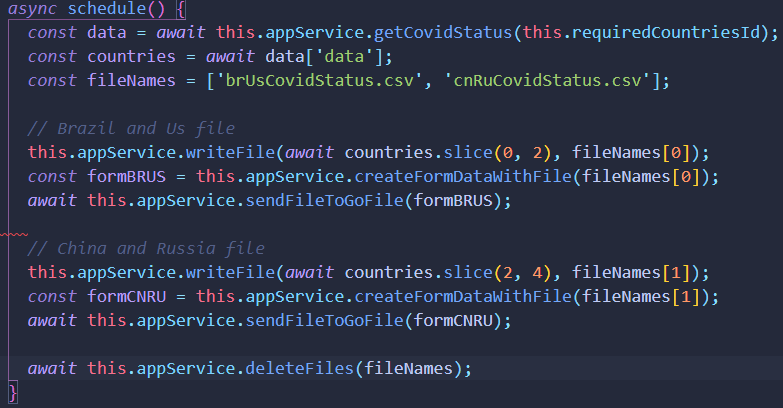 async schedule() {
const data = await this.appService.getCovidStatus(this.requiredCountriesId);
const countries = await data['data'];
const fileNames = ['brUsCovidStatus.csv', 'cnRuCovidStatus.csv'];
// Brazil and Us file
this.appService.writeFile(await countries.slice(0, 2), fileNames[0]);
const formBRUS = this.appService.createFormDataWithFile(fileNames[0]);
await this.appService.sendFileToGoFile(formBRUS);
// China and Russia file
this.appService.writeFile(await countries.slice(2, 4), fileNames[1]);
const formCNRU = this.appService.createFormDataWithFile(fileNames[1]);
await this.appService.sendFileToGoFile(formCNRU);
await this.appService.deleteFiles(fileNames);
}